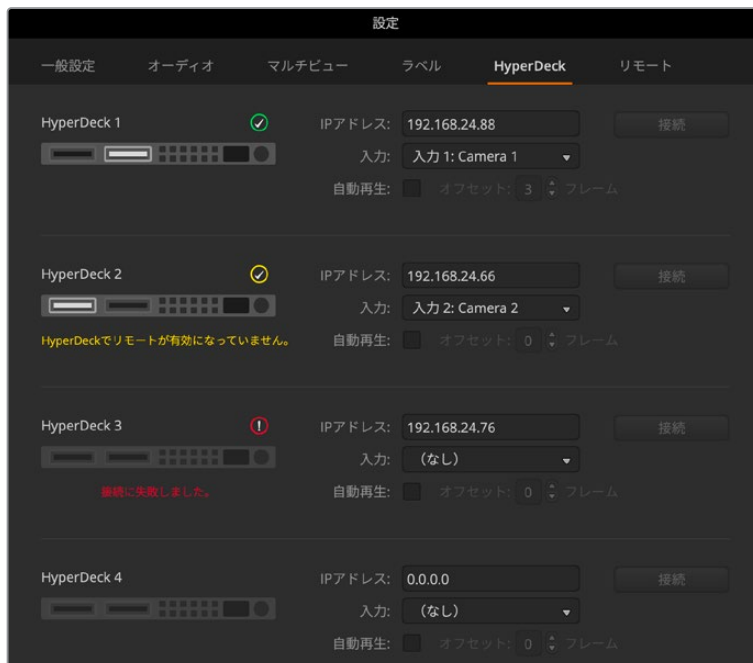 設定
一般設定 オーディオ マルチビュー ラベル HyperDeck リモート
HyperDeck 1 IPアドレス: 192.168.24.88 接続
入力: 入力 1: Camera 1
自動再生: オフセット: 3 フレーム
HyperDeck 2 IPアドレス: 192.168.24.66 接続
入力: 入力 2: Camera 2
HyperDeckでリモートが有効になっていません。 自動再生: オフセット: 0 フレーム
HyperDeck 3 IPアドレス: 192.168.24.76 接続
入力: （なし）
接続に失敗しました。 自動再生: オフセット: 0 フレーム
HyperDeck 4 IPアドレス: 0.0.0.0 接続
入力: （なし）
自動再生: オフセット: 0 フレーム